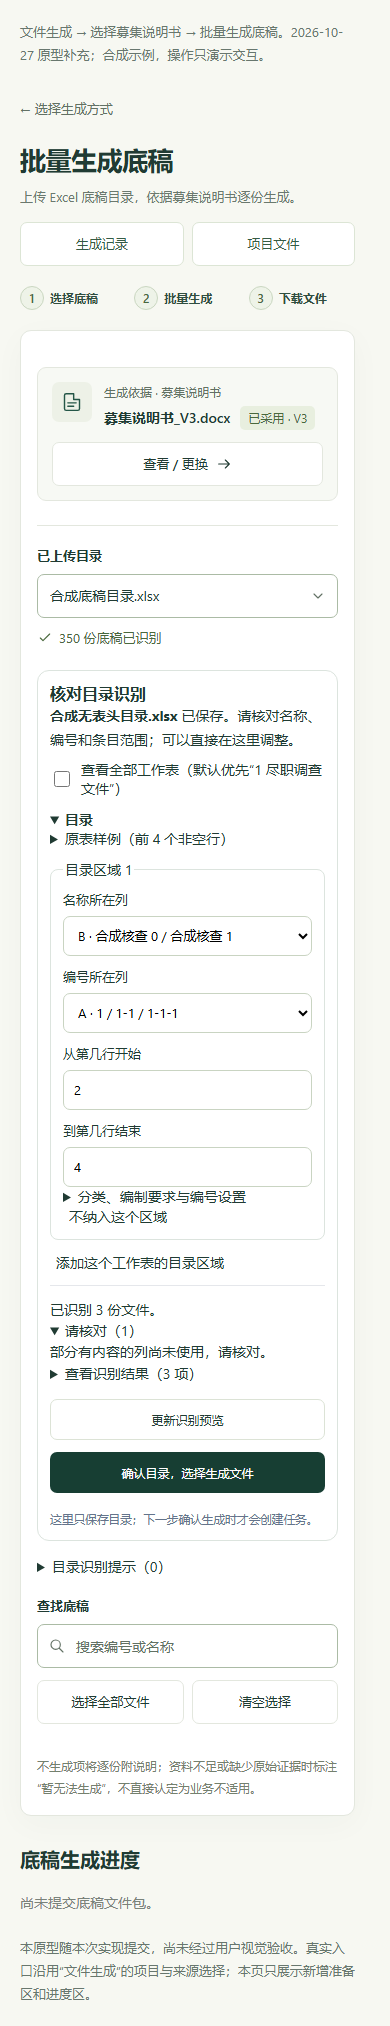 文件生成 → 选择募集说明书 → 批量生成底稿。2026-10-
27 原型补充；合成示例，操作只演示交互。
← 选择生成方式
批量生成底稿
上传 Excel 底稿目录，依据募集说明书逐份生成。
生成记录
项目文件
1 选择底稿
2 批量生成
3 下载文件
生成依据 · 募集说明书
募集说明书_V3.docx
已采用 · V3
查看 / 更换 →
已上传目录
合成底稿目录.xlsx
✓ 350 份底稿已识别
核对目录识别
合成无表头目录.xlsx 已保存。请核对名称、
编号和条目范围；可以直接在这里调整。
查看全部工作表（默认优先“1 尽职调查
文件”）
▼ 目录
▶ 原表样例（前 4 个非空行）
目录区域 1
名称所在列
B · 合成核查 0 / 合成核查 1
编号所在列
A · 1 / 1-1 / 1-1-1
从第几行开始
2
到第几行结束
4
▶ 分类、编制要求与编号设置
不纳入这个区域
添加这个工作表的目录区域
已识别 3 份文件。
▼ 请核对（1）
部分有内容的列尚未使用，请核对。
▶ 查看识别结果（3 项）
更新识别预览
确认目录，选择生成文件
这里只保存目录；下一步确认生成时才会创建任务。
▶ 目录识别提示（0）
查找底稿
搜索编号或名称
选择全部文件
清空选择
不生成项将逐份附说明；资料不足或缺少原始证据时标注
“暂无法生成”，不直接认定为业务不适用。
底稿生成进度
尚未提交底稿文件包。
本原型随本次实现提交，尚未经过用户视觉验收。真实入
口沿用“文件生成”的项目与来源选择；本页只展示新增准备
区和进度区。